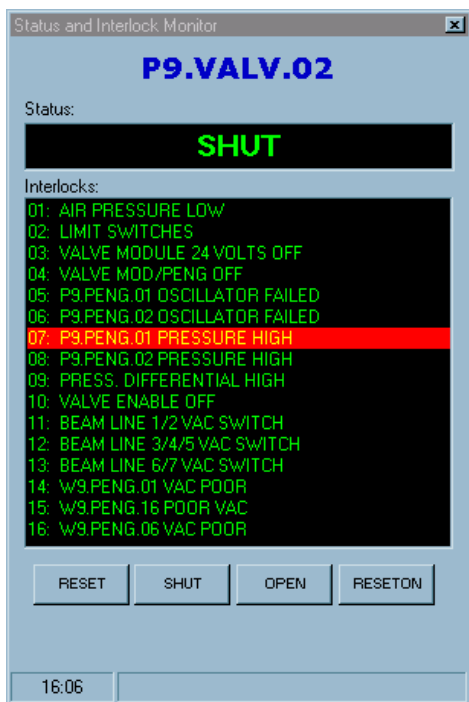 Status and Interlock Monitor
P9.VALV.02
Status:
SHUT
Interlocks:
01: AIR PRESSURE LOW
02: LIMIT SWITCHES
03: VALVE MODULE 24 VOLTS OFF
04: VALVE MOD/PENG OFF
05: P9.PENG.01 OSCILLATOR FAILED
06: P9.PENG.02 OSCILLATOR FAILED
07: P9.PENG.01 PRESSURE HIGH
08: P9.PENG.02 PRESSURE HIGH
09: PRESS. DIFFERENTIAL HIGH
10: VALVE ENABLE OFF
11: BEAM LINE 1/2 VAC SWITCH
12: BEAM LINE 3/4/5 VAC SWITCH
13: BEAM LINE 6/7 VAC SWITCH
14: W9.PENG.01 VAC POOR
15: W9.PENG.16 POOR VAC
16: W9.PENG.06 VAC POOR
RESET SHUT OPEN RESETON
16:06